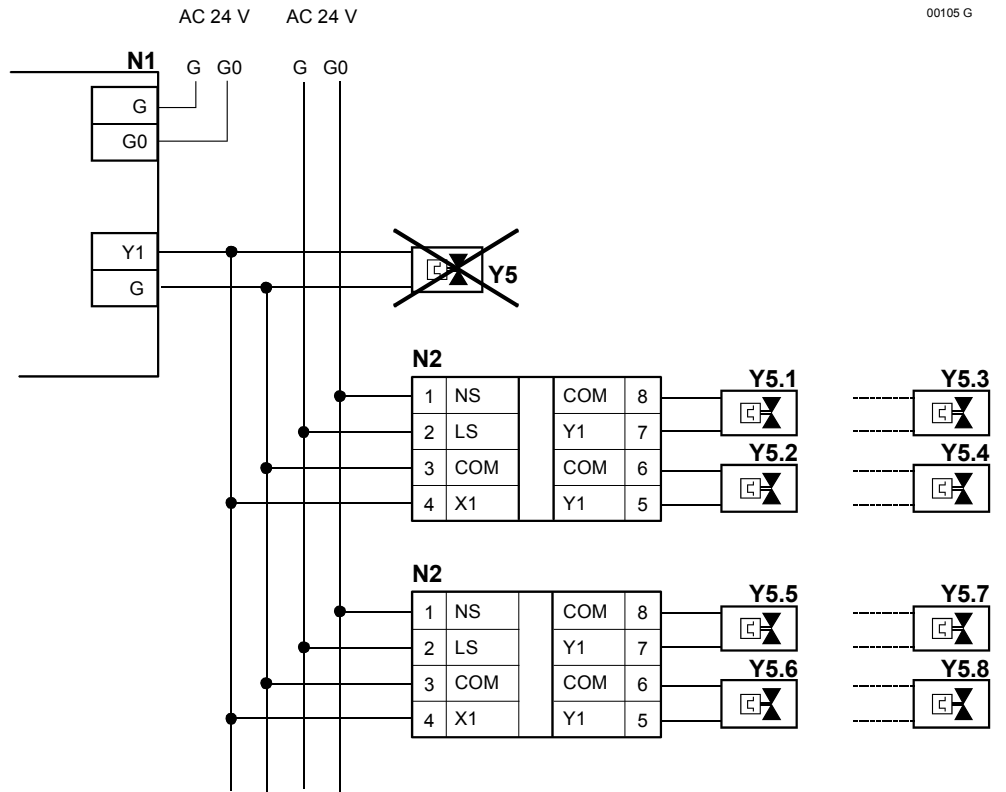 AC 24 V AC 24 V
00105 G
N1 G G0 G G0
G
G0
Y1
G
Y5
N2
1 NS COM 8
2 LS Y1 7
3 COM COM 6
4 X1 Y1 5
Y5.1 Y5.3
Y5.2 Y5.4
N2
1 NS COM 8
2 LS Y1 7
3 COM COM 6
4 X1 Y1 5
Y5.5 Y5.7
Y5.6 Y5.8